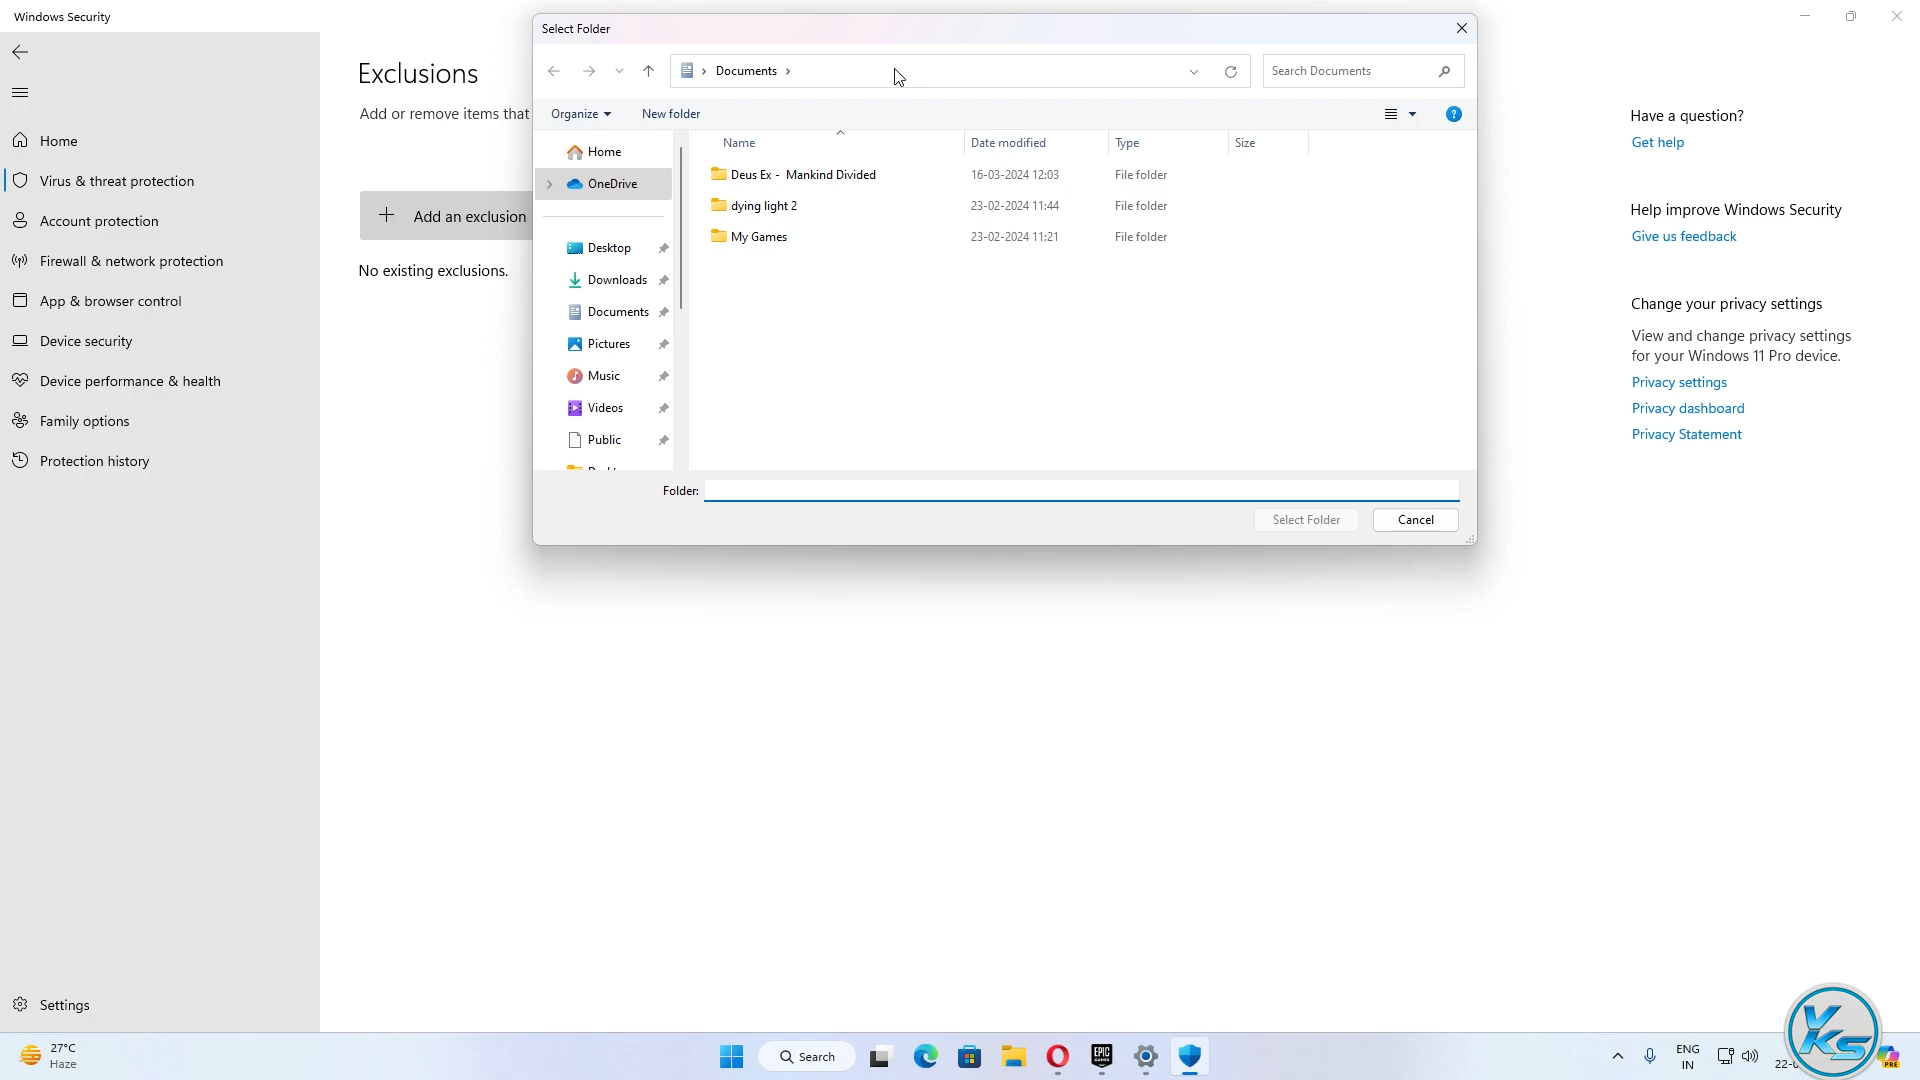 Windows Security
Home
Virus & threat protection
Account protection
Firewall & network protection
App & browser control
Device security
Device performance & health
Family options
Protection history
Settings
Exclusions
Add or remove items that
Add an exclusion
No existing exclusions.
Select Folder
Documents
Search Documents
Organize
New folder
Name Date modified Type Size
Home
OneDrive
Desktop
Downloads
Documents
Pictures
Music
Videos
Public
Deus Ex - Mankind Divided 16-03-2024 12:03 File folder
dying light 2 23-02-2024 11:44 File folder
My Games 23-02-2024 11:21 File folder
Folder:
Select Folder Cancel
Have a question?
Get help
Help improve Windows Security
Give us feedback
Change your privacy settings
View and change privacy settings
for your Windows 11 Pro device.
Privacy settings
Privacy dashboard
Privacy Statement
27°C
Haze
Search
EPIC
GAMES
ENG
IN
22-
YKS
PRE